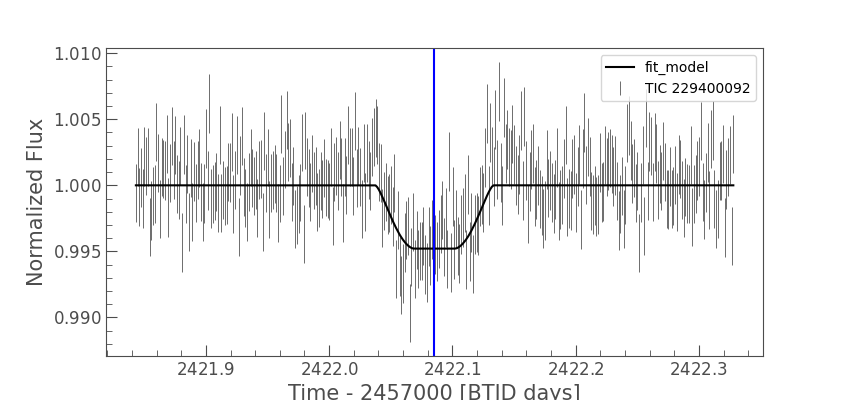 1.010
1.005
1.000
0.995
0.990
Normalized Flux
fit_model
TIC 229400092
2421.9
2422.0
2422.1
2422.2
2422.3
Time - 2457000 [BTJD days]